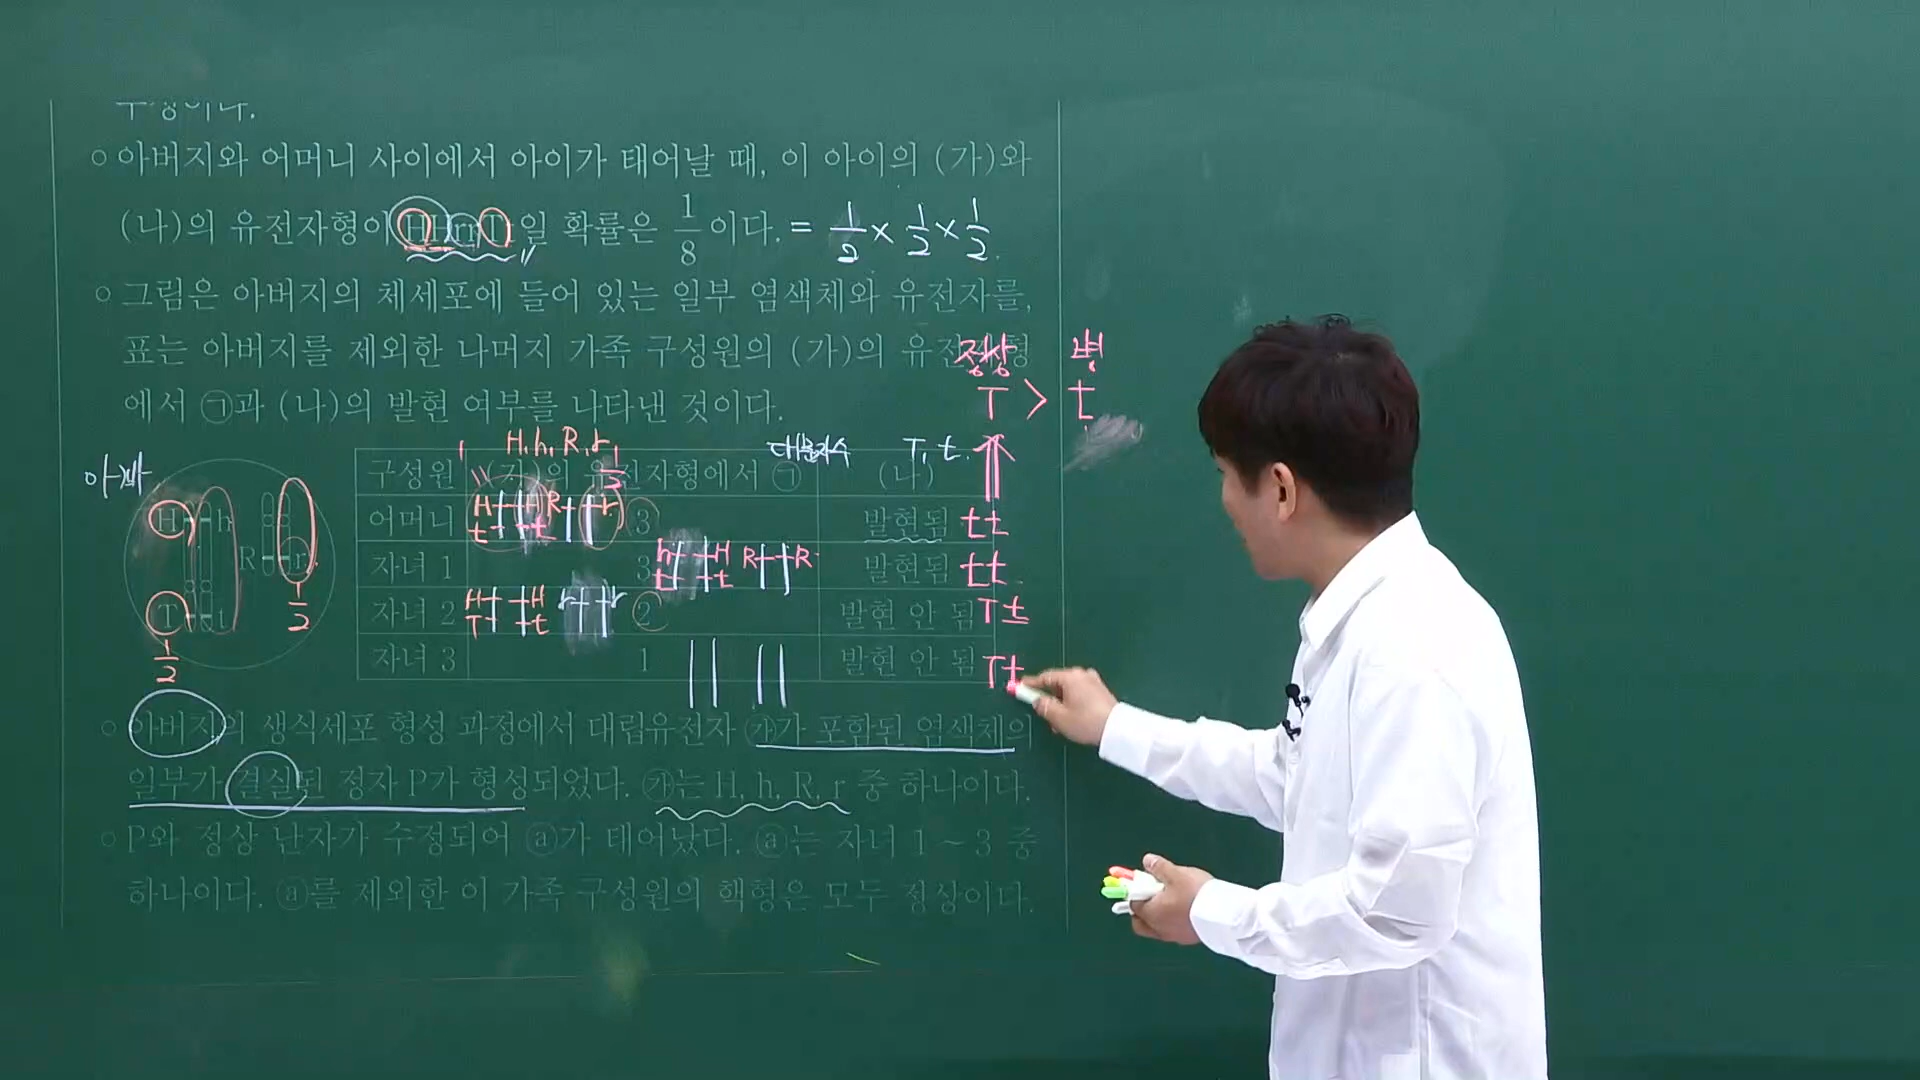 수정이다.
○ 아버지와 어머니 사이에서 아이가 태어날 때, 이 아이의 (가)와
(나)의 유전자형이 HHrrTt일 확률은 1/8이다. = 1/2 × 1/2 × 1/2
○ 그림은 아버지의 체세포에 들어 있는 일부 염색체와 유전자를,
표는 아버지를 제외한 나머지 가족 구성원의 (가)의 유전자형
에서 ㉠과 (나)의 발현 여부를 나타낸 것이다.
정상 병
T > t
H, h, R, r 대문자수 T, t
아빠
구성원 (가)의 유전자형에서 ㉠ (나)
1 1/2
H H R r
t t
어머니 3 발현됨 tt
h H R R
t t
자녀 1 3 발현됨 tt
H H r r
T t
자녀 2 2 발현 안 됨 Tt
자녀 3 1 발현 안 됨 Tt
H h R r T t
1/2 1/2
○ 아버지의 생식세포 형성 과정에서 대립유전자 ㉮가 포함된 염색체의
일부가 결실된 정자 P가 형성되었다. ㉮는 H, h, R, r 중 하나이다.
○ P와 정상 난자가 수정되어 ⓐ가 태어났다. ⓐ는 자녀 1 ~ 3 중
하나이다. ⓐ를 제외한 이 가족 구성원의 핵형은 모두 정상이다.